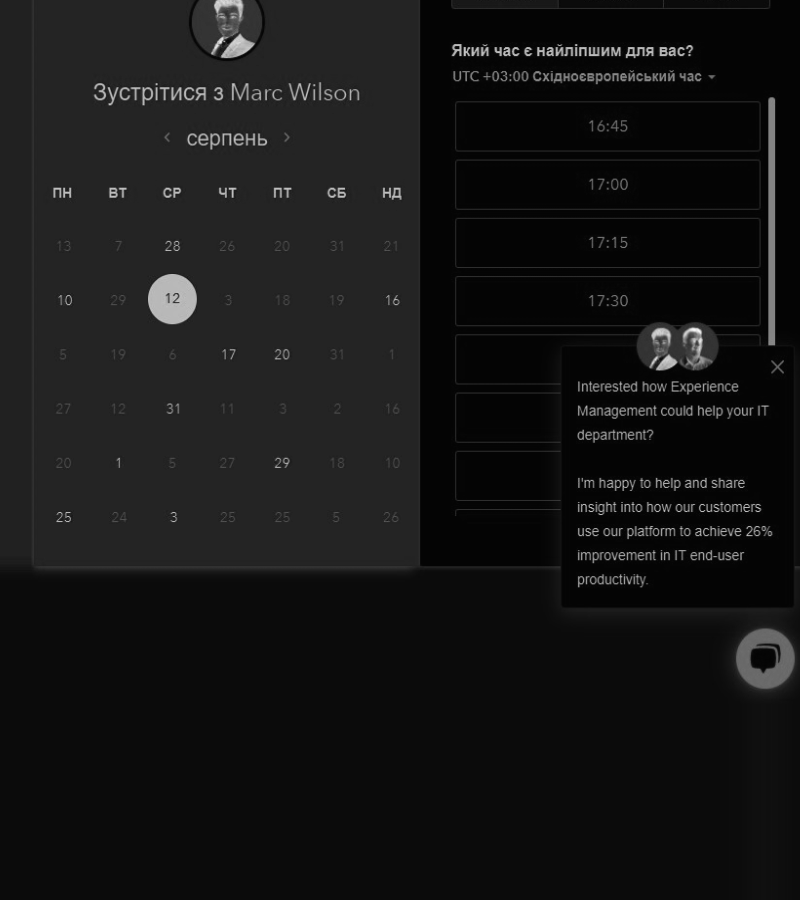 Зустрітися з Marc Wilson
серпень
ПН ВТ СР ЧТ ПТ СБ НД
13 7 28 26 20 31 21
10 29 12 3 18 19 16
5 19 6 17 20 31 1
27 12 31 11 3 2 16
20 1 5 27 29 18 10
25 24 3 25 25 5 26
Який час є найліпшим для вас?
UTC +03:00 Східноєвропейський час
16:45
17:00
17:15
17:30
Interested how Experience
Management could help your IT
department?
I'm happy to help and share
insight into how our customers
use our platform to achieve 26%
improvement in IT end-user
productivity.